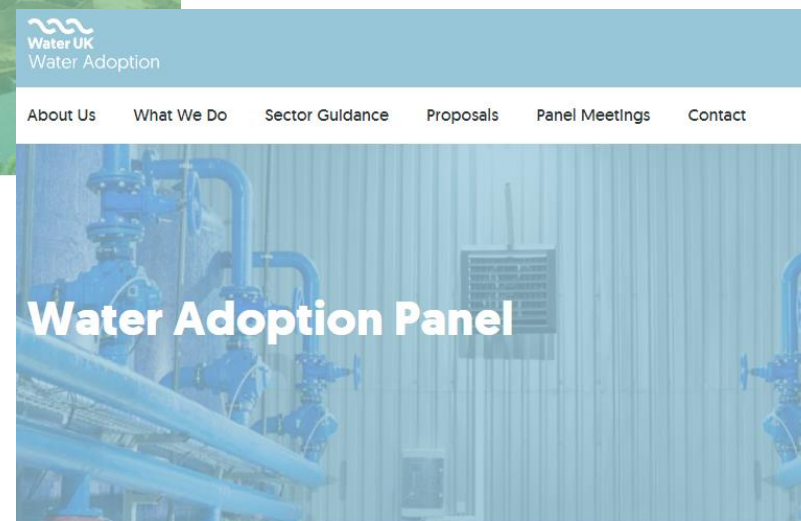 Water UK
Water Adoption
About Us What We Do Sector Guidance Proposals Panel Meetings Contact
Water Adoption Panel